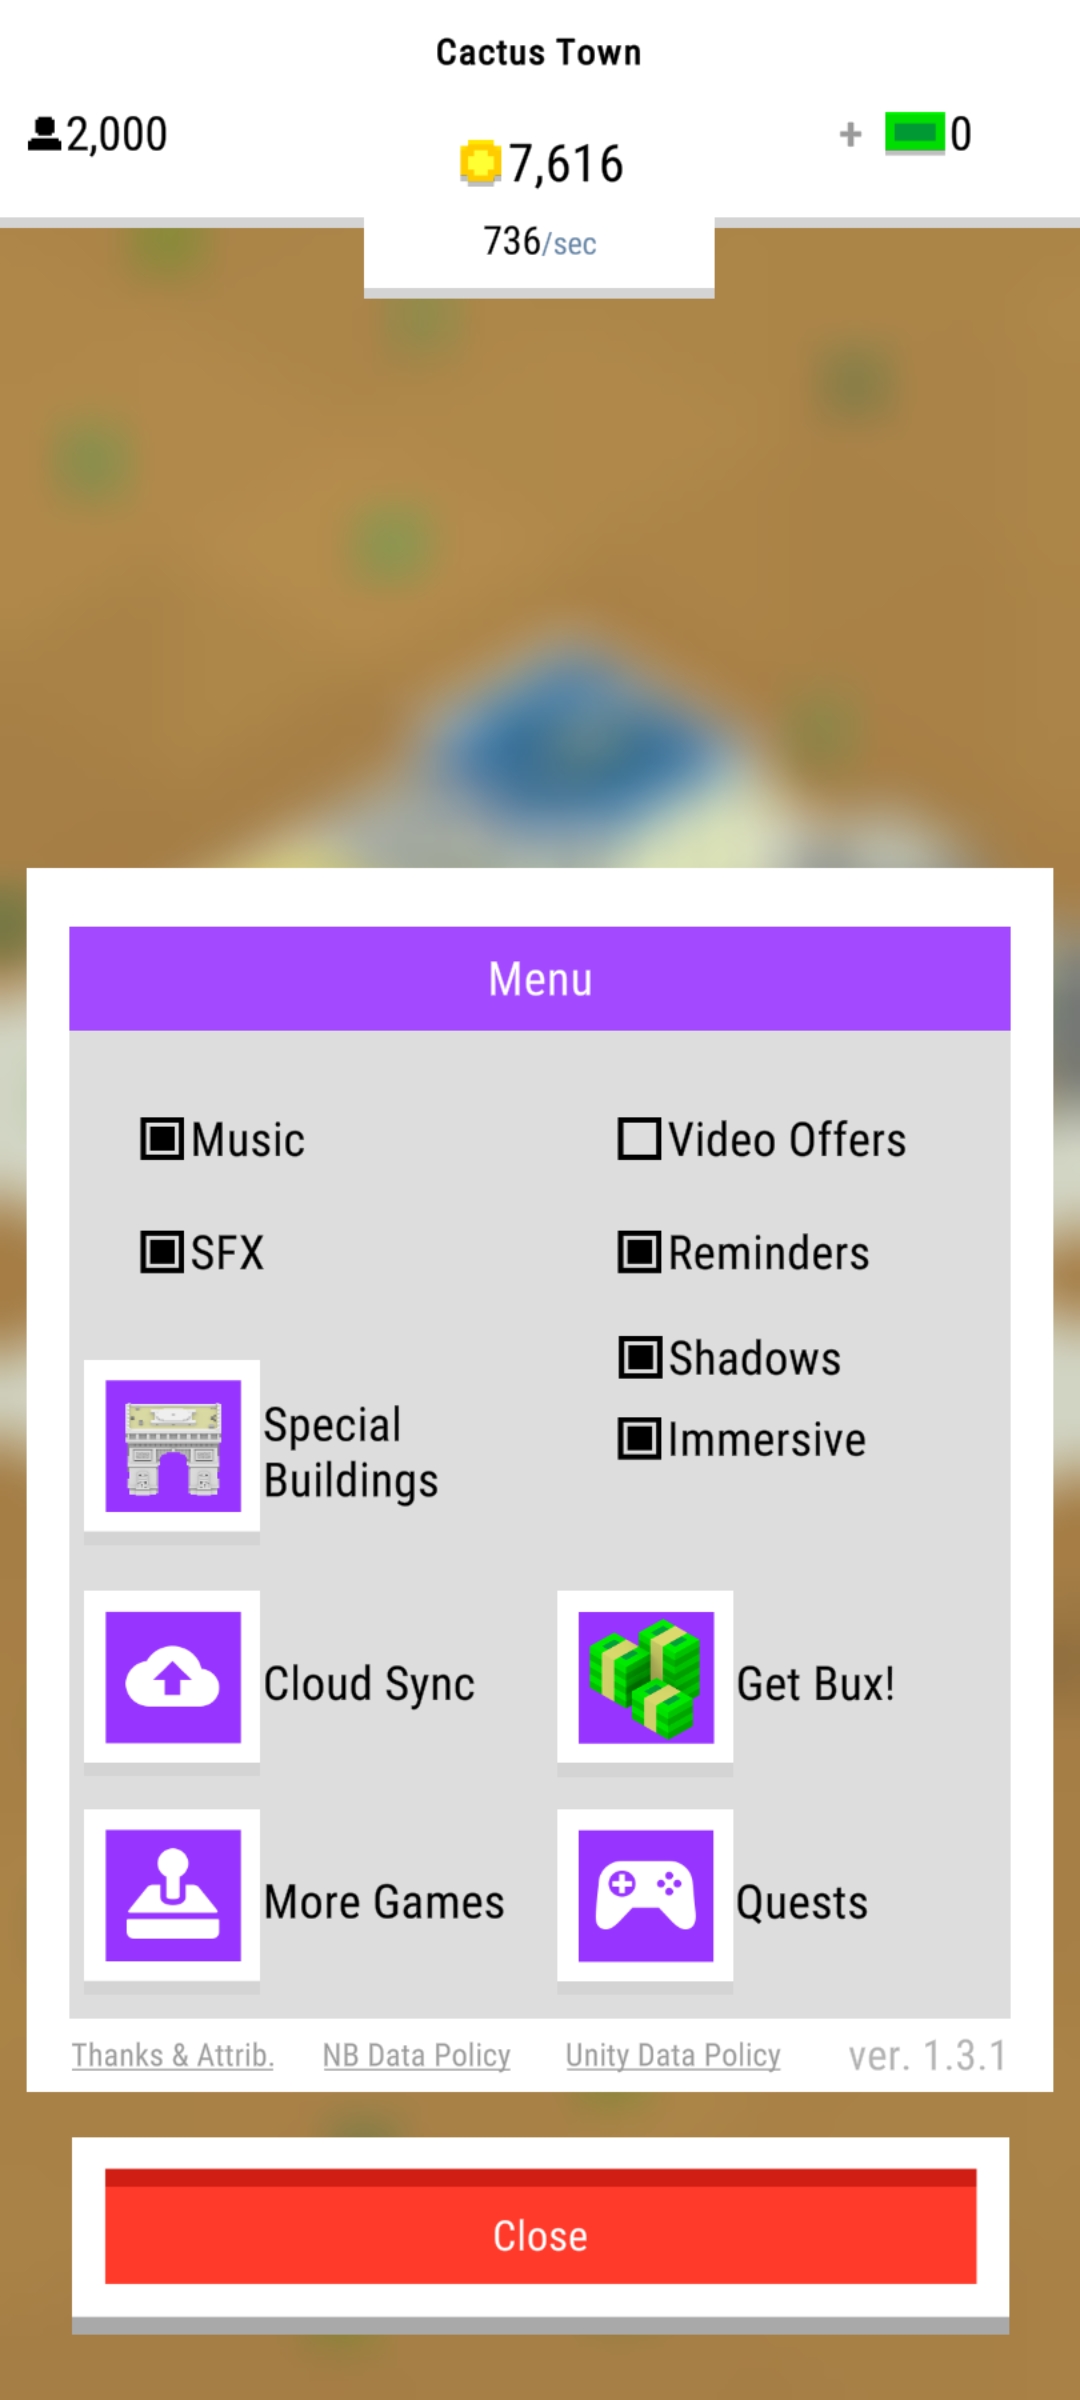 Cactus Town
2,000
7,616
+ 0
736/sec
Menu
Music
Video Offers
SFX
Reminders
Shadows
Immersive
Special
Buildings
Cloud Sync
Get Bux!
More Games
Quests
Thanks & Attrib.
NB Data Policy
Unity Data Policy
ver. 1.3.1
Close